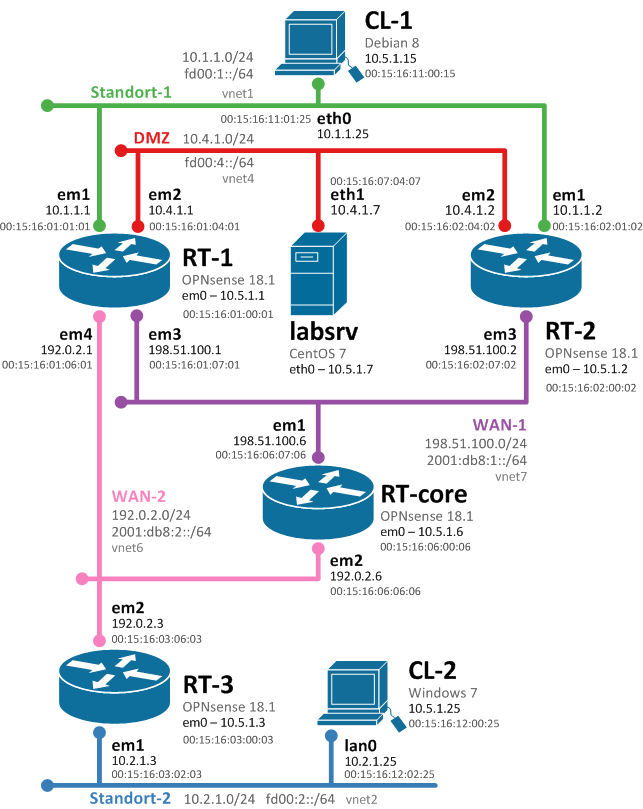 CL-1
Debian 8
10.5.1.15
00:15:16:11:00:15
10.1.1.0/24
fd00:1::/64
vnet1
Standort-1
00:15:16:11:01:25
eth0
10.1.1.25
DMZ
10.4.1.0/24
fd00:4::/64
vnet4
em1
10.1.1.1
00:15:16:01:01:01
em2
10.4.1.1
00:15:16:01:04:01
00:15:16:07:04:07
eth1
10.4.1.7
em2
10.4.1.2
00:15:16:02:04:02
em1
10.1.1.2
00:15:16:02:01:02
RT-1
OPNsense 18.1
em0 – 10.5.1.1
00:15:16:01:00:01
labsrv
CentOS 7
eth0 – 10.5.1.7
RT-2
OPNsense 18.1
em0 – 10.5.1.2
00:15:16:02:00:02
em4
192.0.2.1
00:15:16:01:06:01
em3
198.51.100.1
00:15:16:01:07:01
em3
198.51.100.2
00:15:16:02:07:02
em1
198.51.100.6
00:15:16:06:07:06
WAN-1
198.51.100.0/24
2001:db8:1::/64
vnet7
RT-core
OPNsense 18.1
em0 – 10.5.1.6
00:15:16:06:00:06
WAN-2
192.0.2.0/24
2001:db8:2::/64
vnet6
em2
192.0.2.6
00:15:16:06:06:06
em2
192.0.2.3
00:15:16:03:06:03
RT-3
OPNsense 18.1
em0 – 10.5.1.3
00:15:16:03:00:03
CL-2
Windows 7
10.5.1.25
00:15:16:12:00:25
em1
10.2.1.3
00:15:16:03:02:03
lan0
10.2.1.25
00:15:16:12:02:25
Standort-2 10.2.1.0/24 fd00:2::/64 vnet2